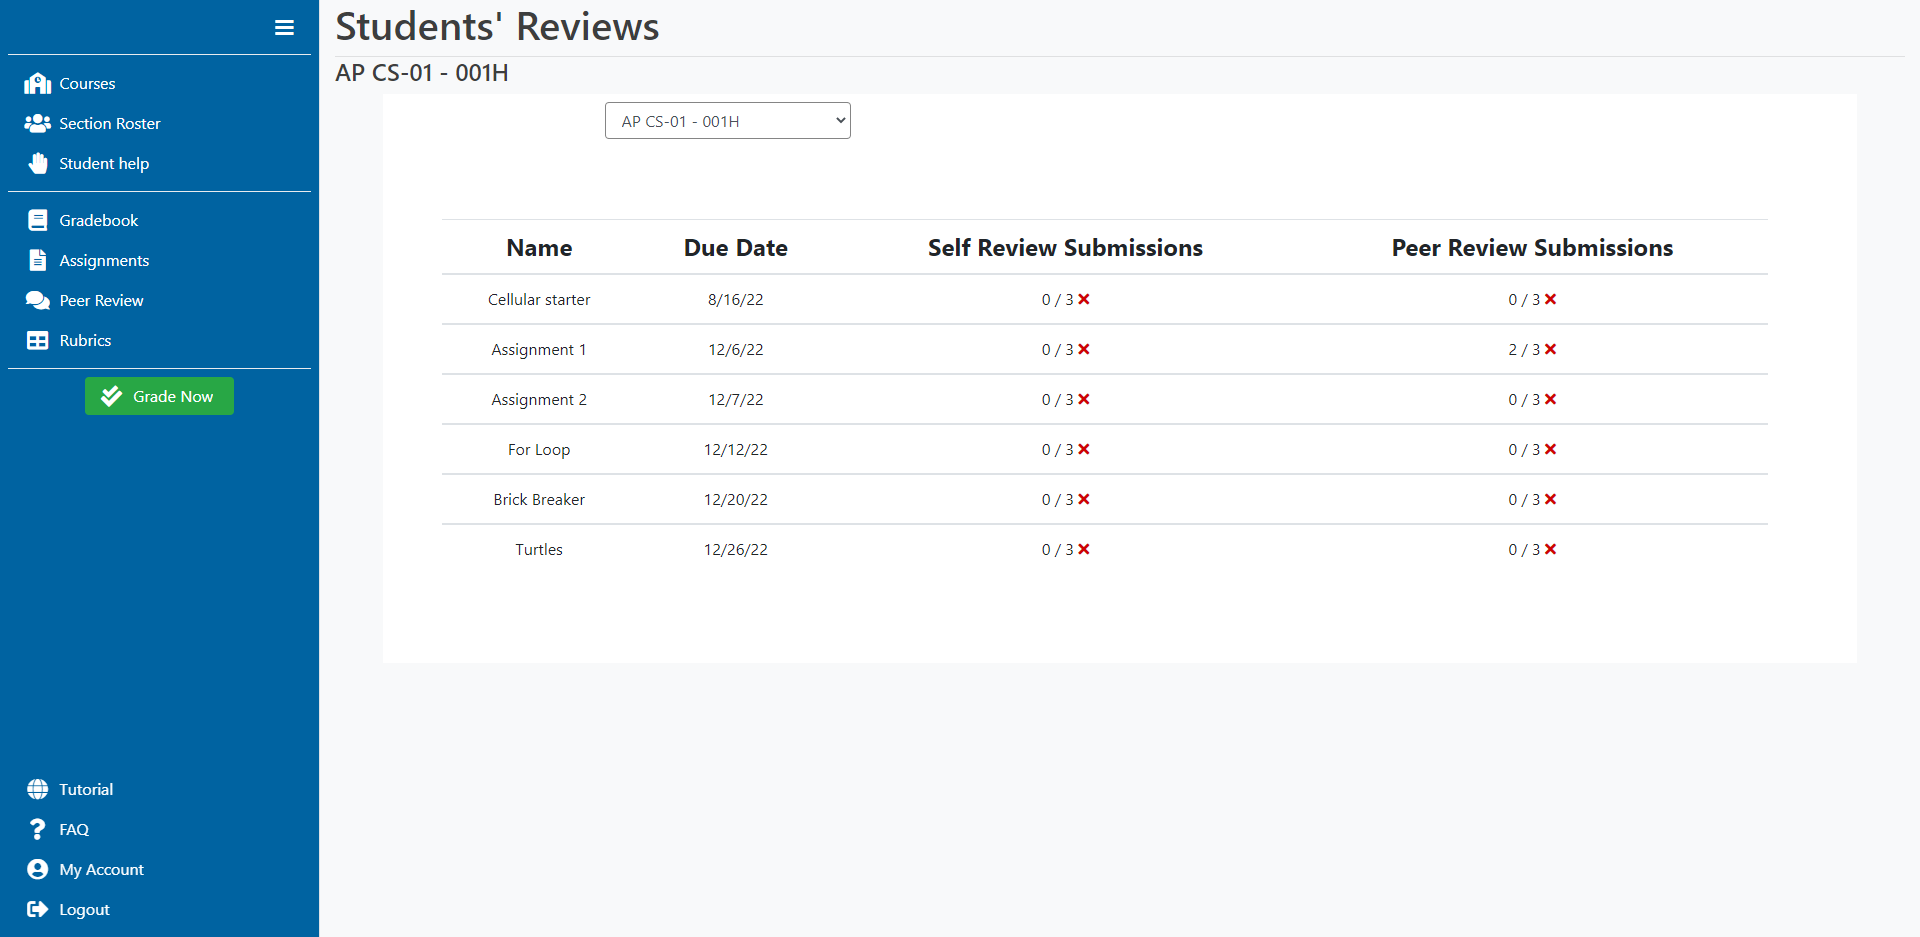 Students' Reviews
AP CS-01 - 001H
Courses
Section Roster
Student help
Gradebook
Assignments
Peer Review
Rubrics
Grade Now
Tutorial
FAQ
My Account
Logout
AP CS-01 - 001H
Name Due Date Self Review Submissions Peer Review Submissions
Cellular starter 8/16/22 0 / 3 0 / 3
Assignment 1 12/6/22 0 / 3 2 / 3
Assignment 2 12/7/22 0 / 3 0 / 3
For Loop 12/12/22 0 / 3 0 / 3
Brick Breaker 12/20/22 0 / 3 0 / 3
Turtles 12/26/22 0 / 3 0 / 3